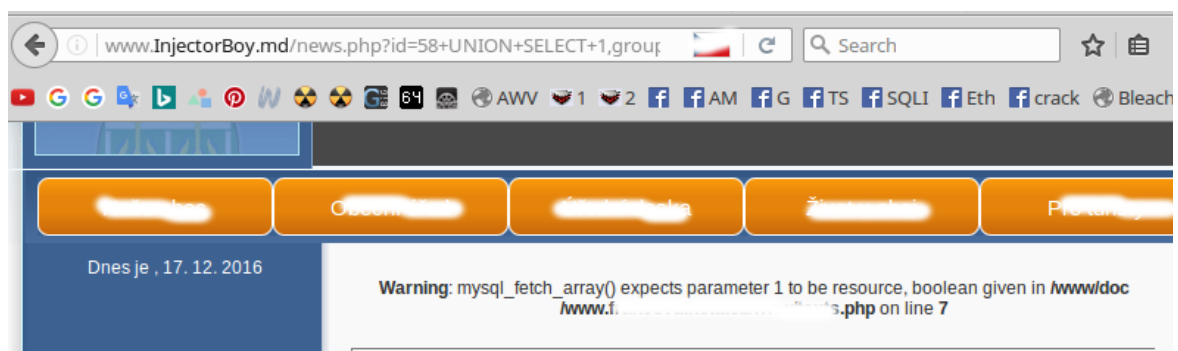 www.InjectorBoy.md/news.php?id=58+UNION+SELECT+1,group
Search
64 AWV 1 2 AM G TS SQLI Eth crack Bleach
Dnes je , 17. 12. 2016
Warning: mysql_fetch_array() expects parameter 1 to be resource, boolean given in /www/doc
/www.f s.php on line 7